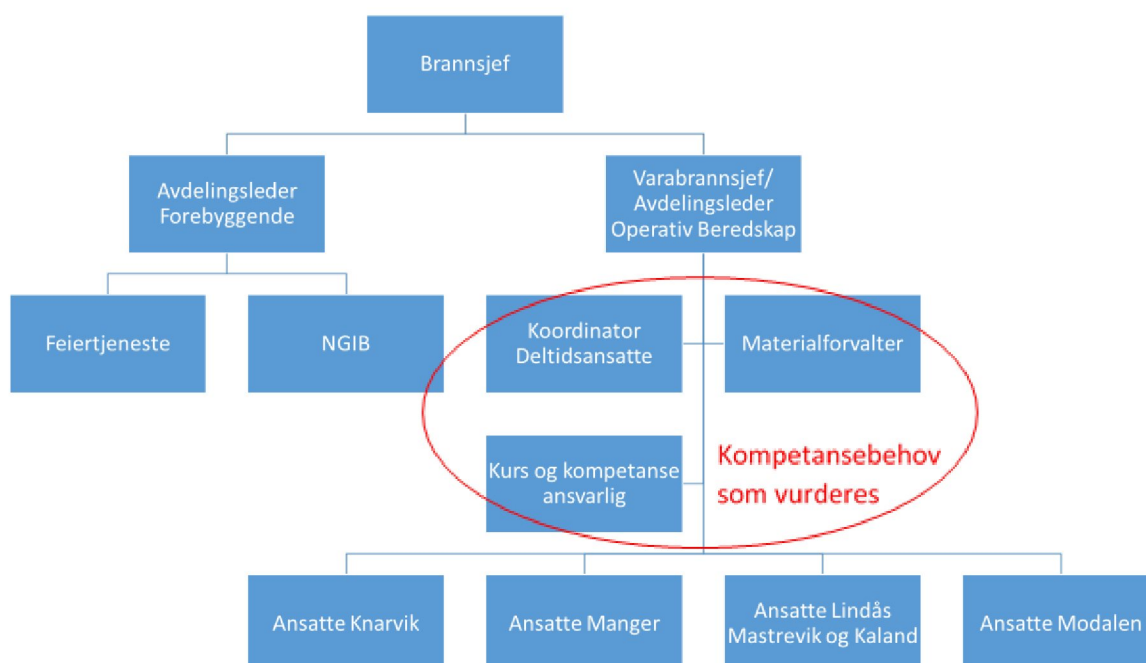 Brannsjef
Avdelingsleder
Forebyggende
Varabrannsjef/
Avdelingsleder
Operativ Beredskap
Feiertjeneste
NGIB
Koordinator
Deltidsansatte
Materialforvalter
Kurs og kompetanse
ansvarlig
Kompetansebehov
som vurderes
Ansatte Knarvik
Ansatte Manger
Ansatte Lindås
Mastrevik og Kaland
Ansatte Modalen